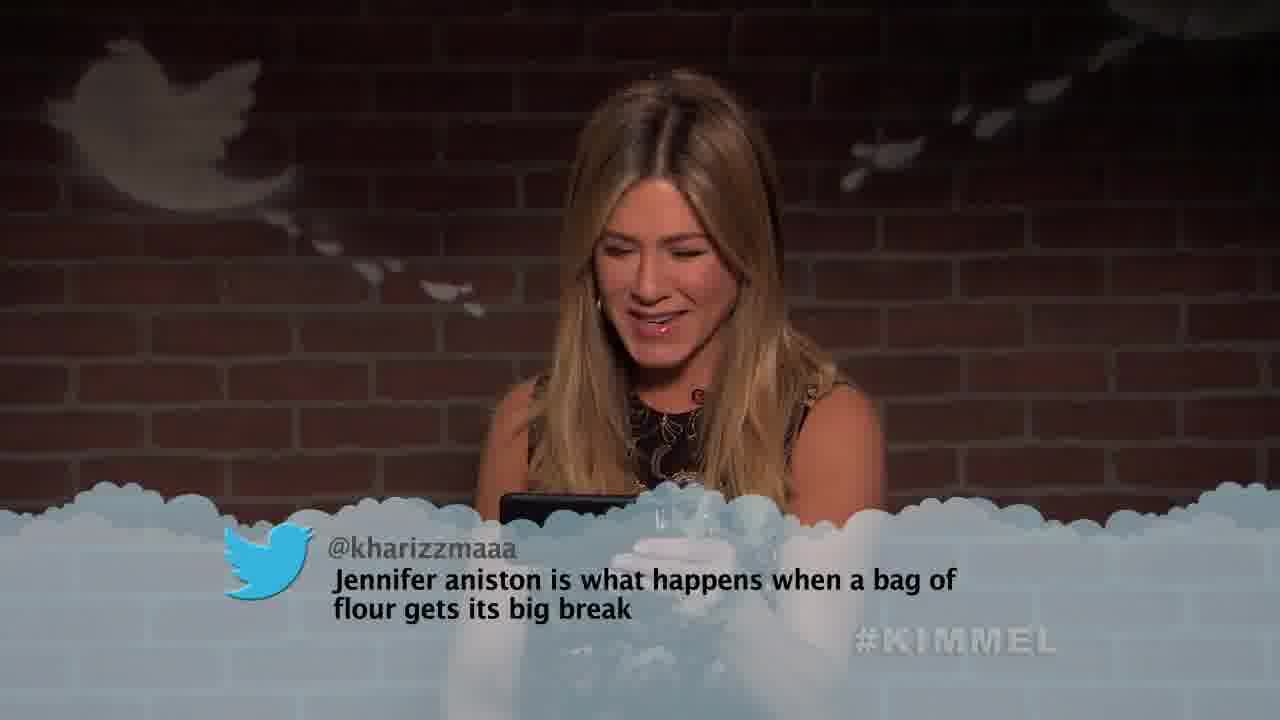 @kharizzmaaa
Jennifer aniston is what happens when a bag of
flour gets its big break
#KIMMEL